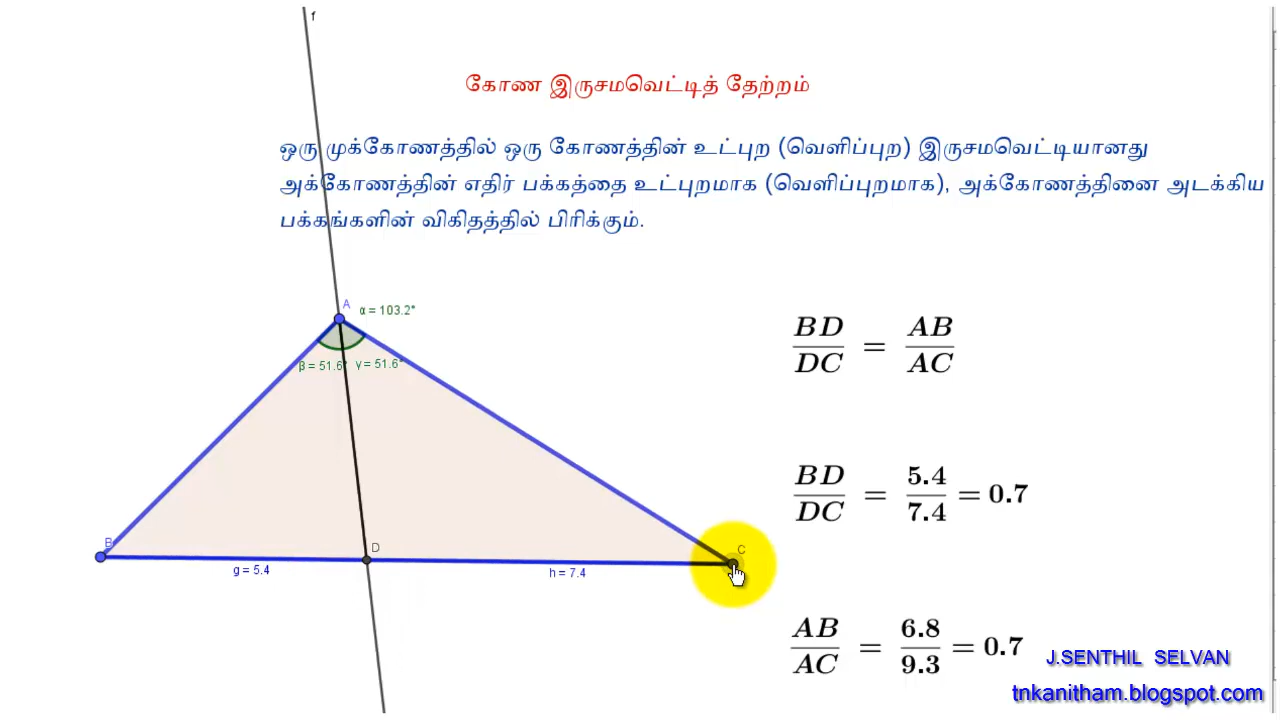 f
கோண இருசமவெட்டித் தேற்றம்
ஒரு முக்கோணத்தில் ஒரு கோணத்தின் உட்புற (வெளிப்புற) இருசமவெட்டியானது
அக்கோணத்தின் எதிர் பக்கத்தை உட்புறமாக (வெளிப்புறமாக), அக்கோணத்தினை அடக்கிய
பக்கங்களின் விகிதத்தில் பிரிக்கும்.
A
α = 103.2°
β = 51.6° γ = 51.6°
BD/DC = AB/AC
BD/DC = 5.4/7.4 = 0.7
B
D
C
g = 5.4
h = 7.4
AB/AC = 6.8/9.3 = 0.7
J.SENTHIL SELVAN
tnkanitham.blogspot.com